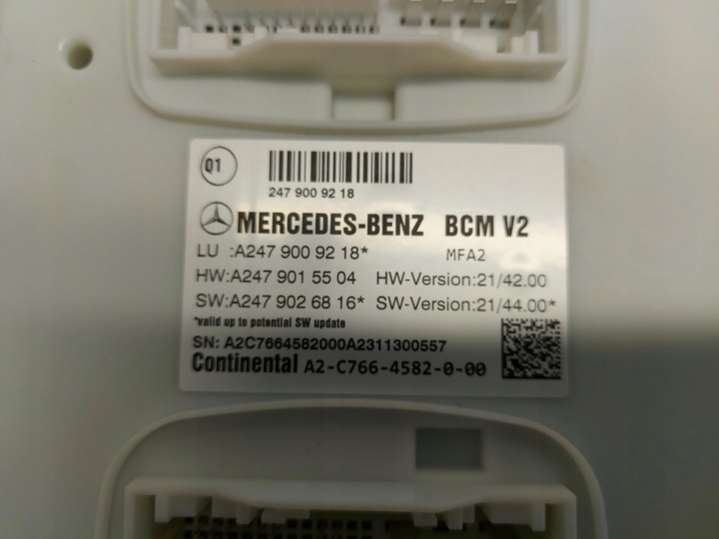 Q1
247 900 92 18
MERCEDES-BENZ BCM V2
LU :A247 900 92 18* MFA2
HW:A247 901 55 04 HW-Version:21/42.00
SW:A247 902 68 16* SW-Version:21/44.00*
*valid up to potential SW update
SN: A2C7664582000A2311300557
Continental A2-C766-4582-0-00